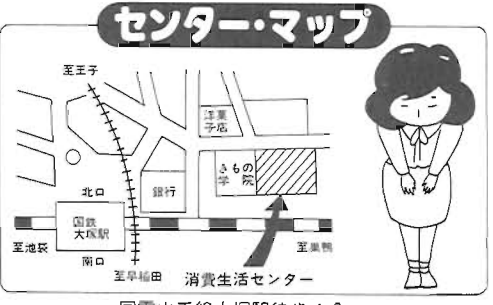 センター・マップ
至王子
洋菓
子店
きもの
学院
北口
銀行
国鉄
大塚駅
至池袋
至巣鴨
南口
至早稲田
消費生活センター